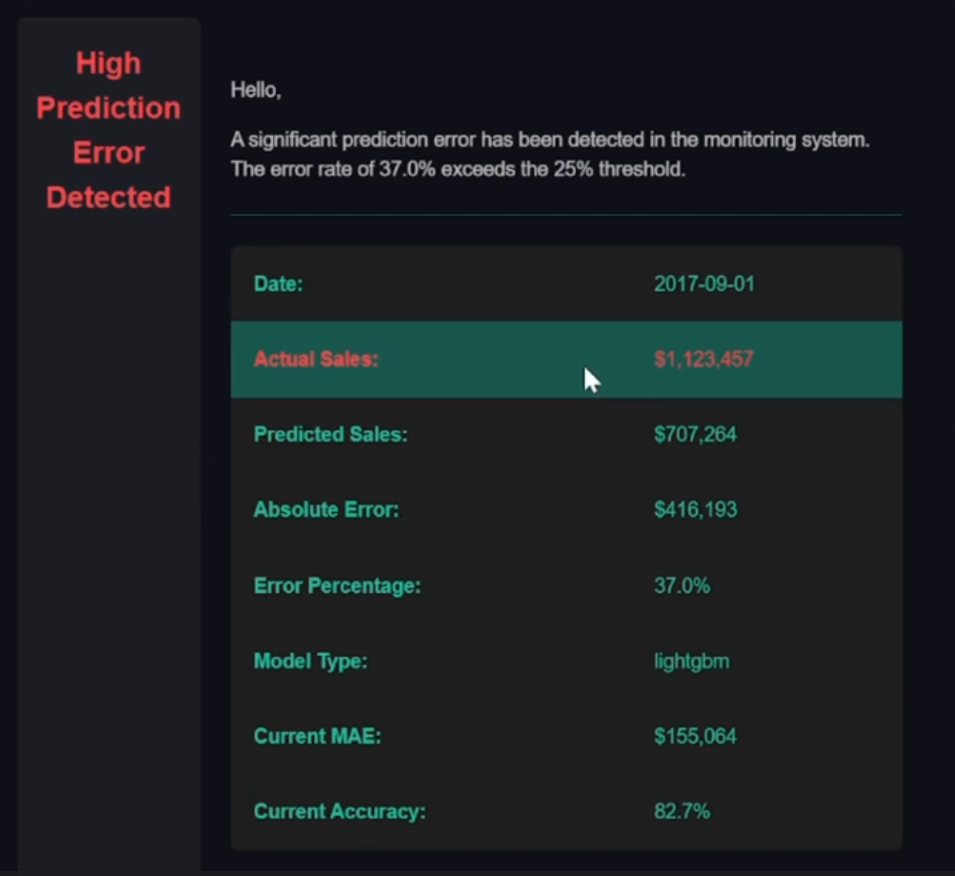 High
Prediction
Error
Detected
Hello,
A significant prediction error has been detected in the monitoring system.
The error rate of 37.0% exceeds the 25% threshold.
Date: 2017-09-01
Actual Sales: $1,123,457
Predicted Sales: $707,264
Absolute Error: $416,193
Error Percentage: 37.0%
Model Type: lightgbm
Current MAE: $155,064
Current Accuracy: 82.7%